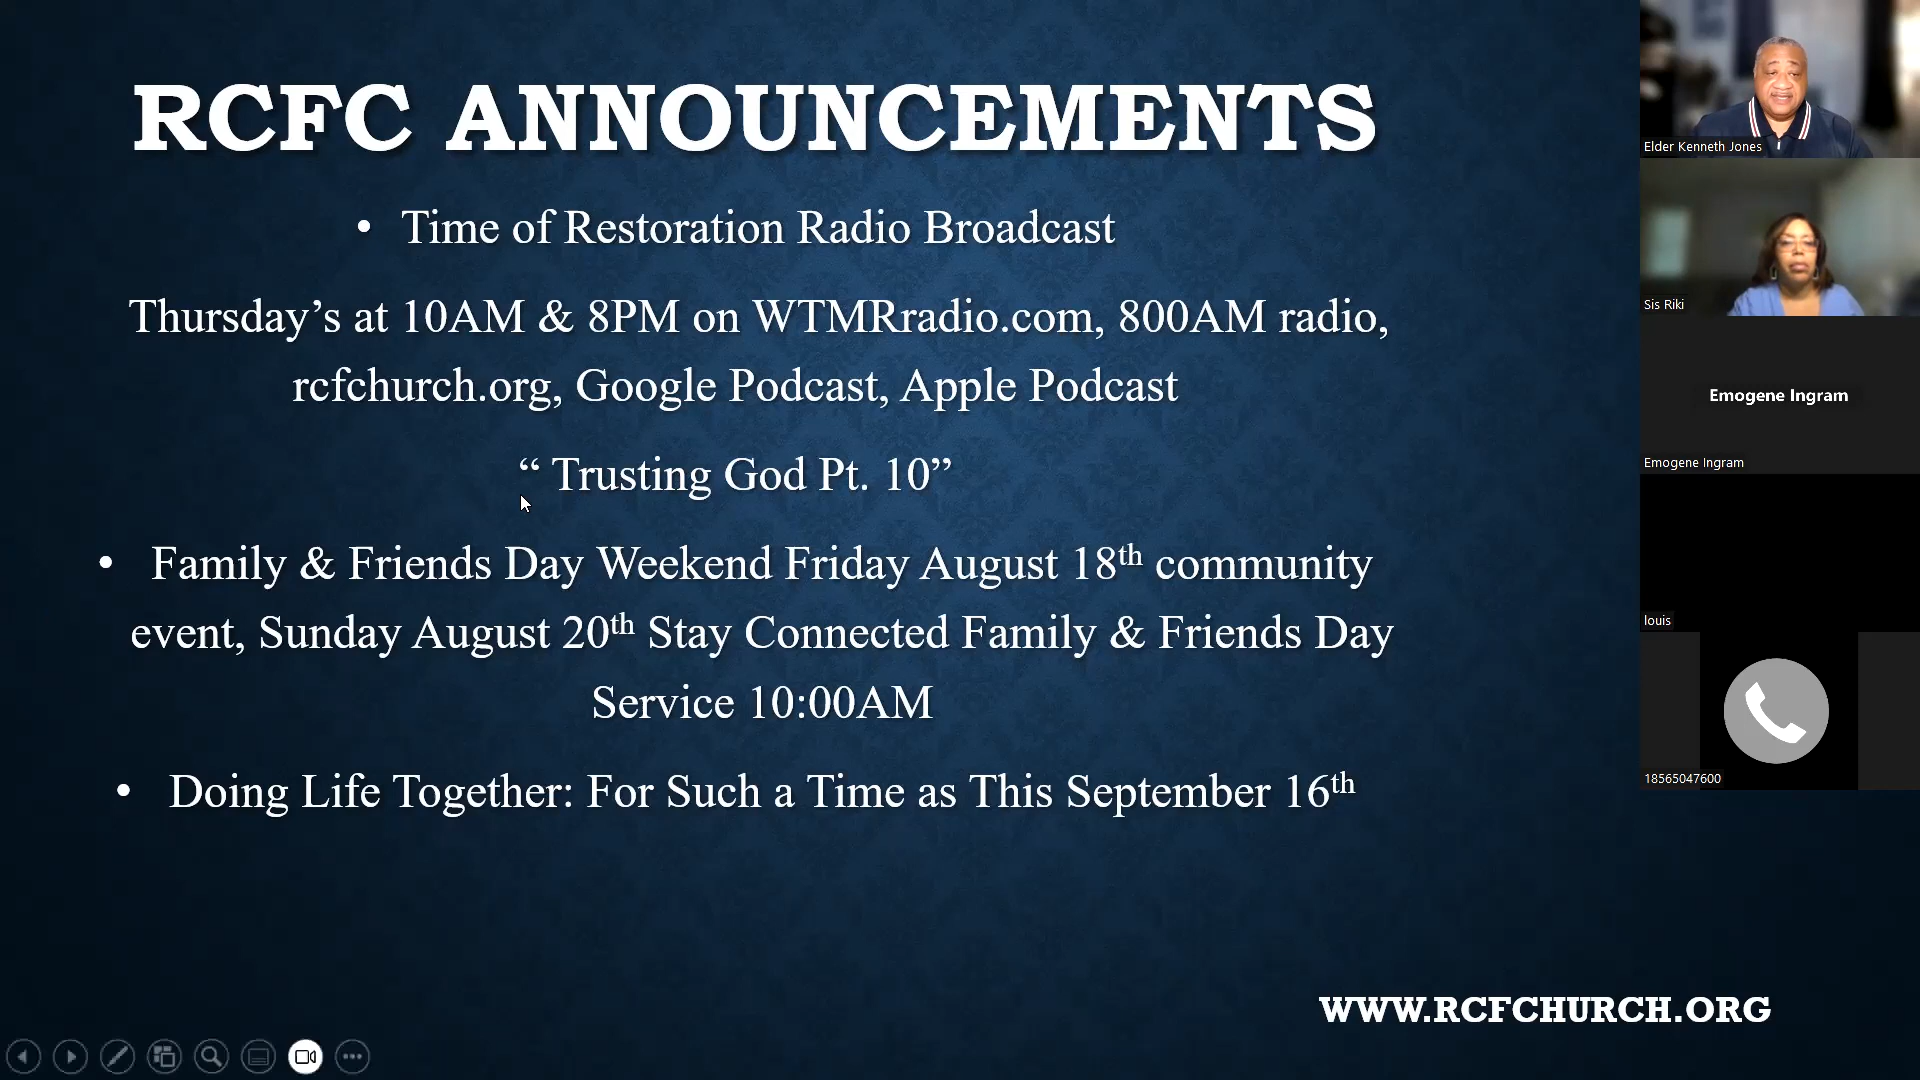 RCFC ANNOUNCEMENTS
• Time of Restoration Radio Broadcast
Thursday’s at 10AM & 8PM on WTMRradio.com, 800AM radio,
rcfchurch.org, Google Podcast, Apple Podcast
“ Trusting God Pt. 10”
• Family & Friends Day Weekend Friday August 18th community
event, Sunday August 20th Stay Connected Family & Friends Day
Service 10:00AM
• Doing Life Together: For Such a Time as This September 16th
WWW.RCFCHURCH.ORG
Elder Kenneth Jones
Sis Riki
Emogene Ingram
Emogene Ingram
louis
18565047600